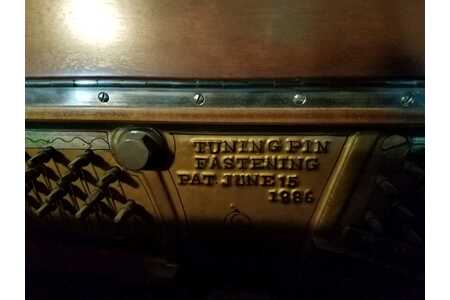 TUNING PIN
FASTENING
PAT JUNE 15
1886